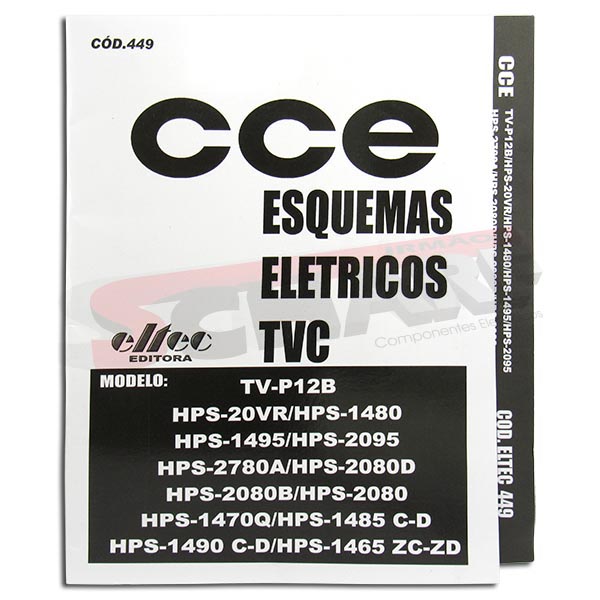 CÓD.449
cce
ESQUEMAS
ELETRICOS
TVC
eltec
EDITORA
MODELO:
TV-P12B
HPS-20VR/HPS-1480
HPS-1495/HPS-2095
HPS-2780A/HPS-2080D
HPS-2080B/HPS-2080
HPS-1470Q/HPS-1485 C-D
HPS-1490 C-D/HPS-1465 ZC-ZD
CCE
TV-P12B/HPS-20VR/HPS-1480/HPS-1495/HPS-2095
COD. ELTEC 449
IRMÃOS
Componentes